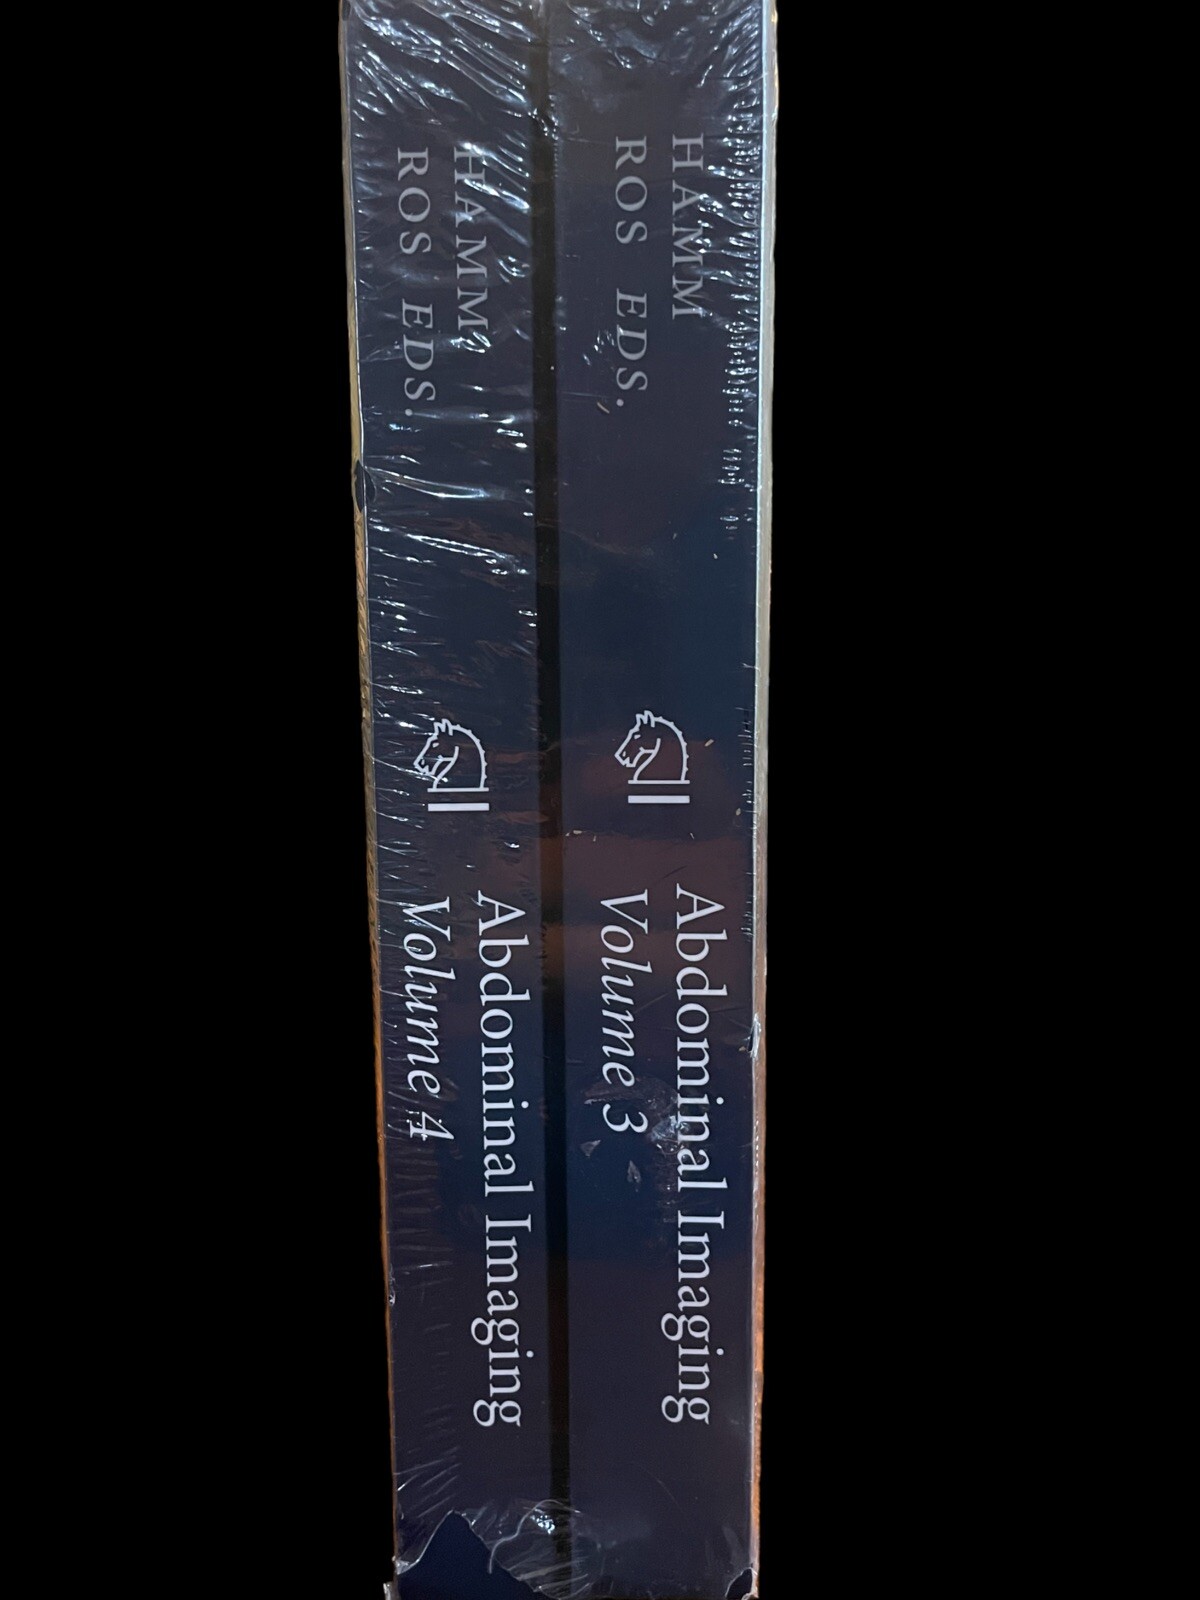 HAMM
ROS EDS.
Abdominal Imaging
Volume 3
HAMM
ROS EDS.
Abdominal Imaging
Volume 4